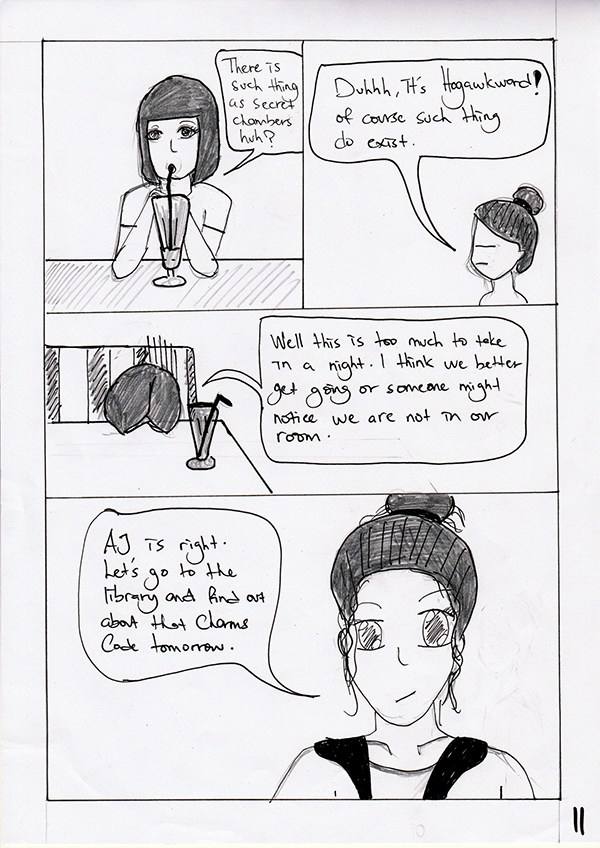 There is
such thing
as secret
chambers
huh?
Duhhh, It's Hogawkward!
of course such thing
do exist.
Well this is too much to take
in a night. I think we better
get going or someone might
notice we are not in our
room.
AJ is right.
Let's go to the
library and find out
about that Charms
Code tomorrow.
11